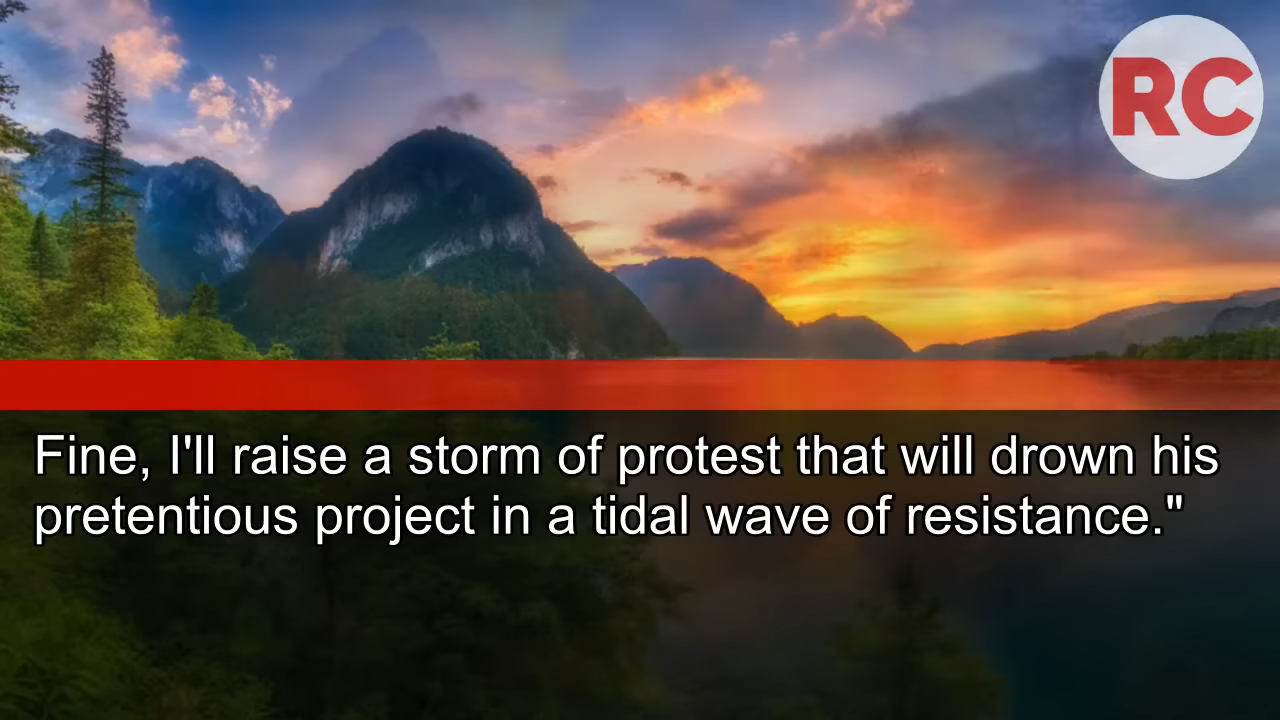 RC
Fine, I'll raise a storm of protest that will drown his
pretentious project in a tidal wave of resistance."